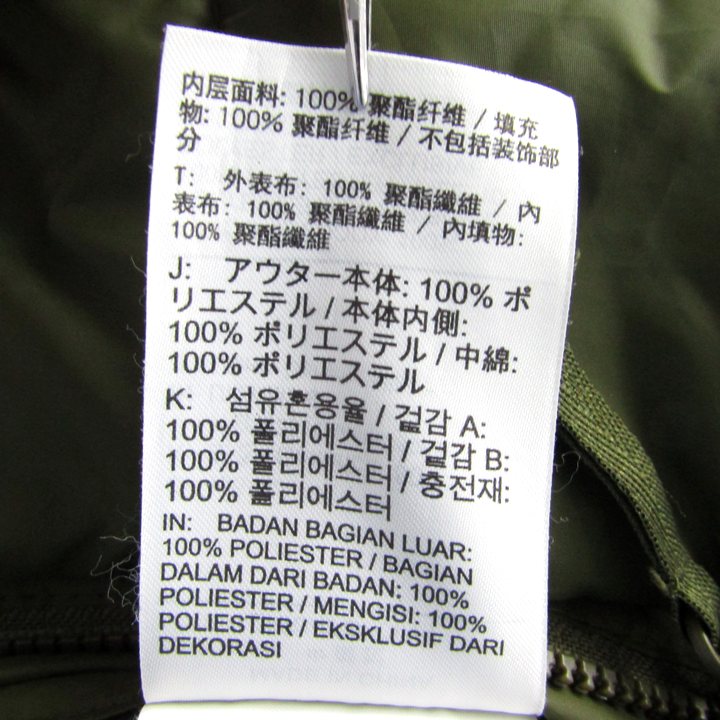 内层面料: 100% 聚酯纤维 / 填充
物: 100% 聚酯纤维 / 不包括装饰部
分
T: 外表布: 100% 聚酯纖維 / 內
表布: 100% 聚酯纖維 / 內填物:
100% 聚酯纖維
J: アウター本体: 100% ポ
リエステル / 本体内側:
100% ポリエステル / 中綿:
100% ポリエステル
K: 섬유혼용율 / 겉감 A:
100% 폴리에스터 / 겉감 B:
100% 폴리에스터 / 충전재:
100% 폴리에스터
IN: BADAN BAGIAN LUAR:
100% POLIESTER / BAGIAN
DALAM DARI BADAN: 100%
POLIESTER / MENGISI: 100%
POLIESTER / EKSKLUSIF DARI
DEKORASI